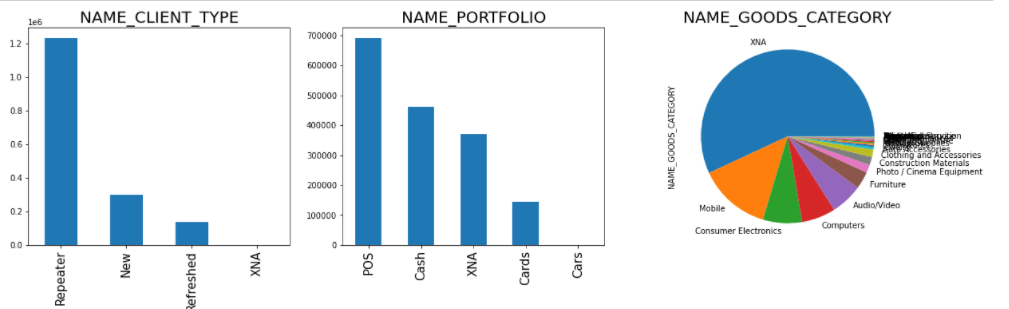 NAME_CLIENT_TYPE
1e6
1.2
1.0
0.8
0.6
0.4
0.2
0.0
Repeater
New
Refreshed
XNA
NAME_PORTFOLIO
700000
600000
500000
400000
300000
200000
100000
0
POS
Cash
XNA
Cards
Cars
NAME_GOODS_CATEGORY
NAME_GOODS_CATEGORY
XNA
Mobile
Consumer Electronics
Computers
Audio/Video
Furniture
Photo / Cinema Equipment
Construction Materials
Clothing and Accessories
Auto Accessories